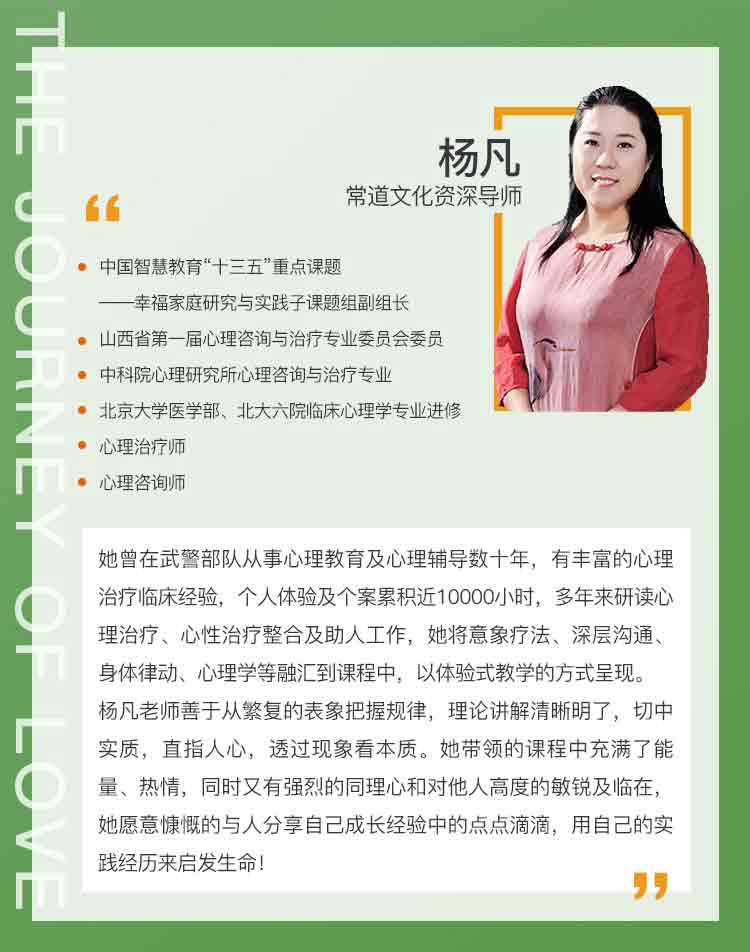 THE JOURNEY OF LOVE
杨凡
常道文化资深导师
“
中国智慧教育“十三五”重点课题
——幸福家庭研究与实践子课题组副组长
山西省第一届心理咨询与治疗专业委员会委员
中科院心理研究所心理咨询与治疗专业
北京大学医学部、北大六院临床心理学专业进修
心理治疗师
心理咨询师
她曾在武警部队从事心理教育及心理辅导数十年，有丰富的心理
治疗临床经验，个人体验及个案累积近10000小时，多年来研读心
理治疗、心性治疗整合及助人工作，她将意象疗法、深层沟通、
身体律动、心理学等融汇到课程中，以体验式教学的方式呈现。
杨凡老师善于从繁复的表象把握规律，理论讲解清晰明了，切中
实质，直指人心，透过现象看本质。她带领的课程中充满了能
量、热情，同时又有强烈的同理心和对他人高度的敏锐及临在，
她愿意慷慨的与人分享自己成长经验中的点点滴滴，用自己的实
践经历来启发生命！
”